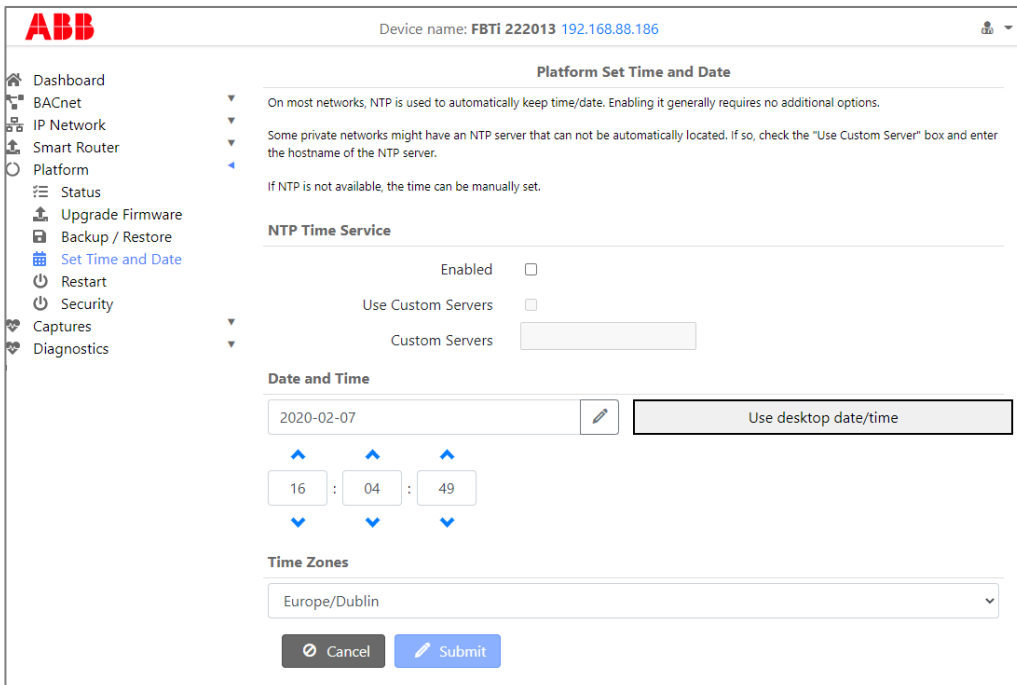 ABB
Device name: FBTi 222013 192.168.88.186
Dashboard
BACnet
IP Network
Smart Router
Platform
Status
Upgrade Firmware
Backup / Restore
Set Time and Date
Restart
Security
Captures
Diagnostics
Platform Set Time and Date
On most networks, NTP is used to automatically keep time/date. Enabling it generally requires no additional options.
Some private networks might have an NTP server that can not be automatically located. If so, check the "Use Custom Server" box and enter
the hostname of the NTP server.
If NTP is not available, the time can be manually set.
NTP Time Service
Enabled
Use Custom Servers
Custom Servers
Date and Time
2020-02-07
Use desktop date/time
16 : 04 : 49
Time Zones
Europe/Dublin
Cancel
Submit